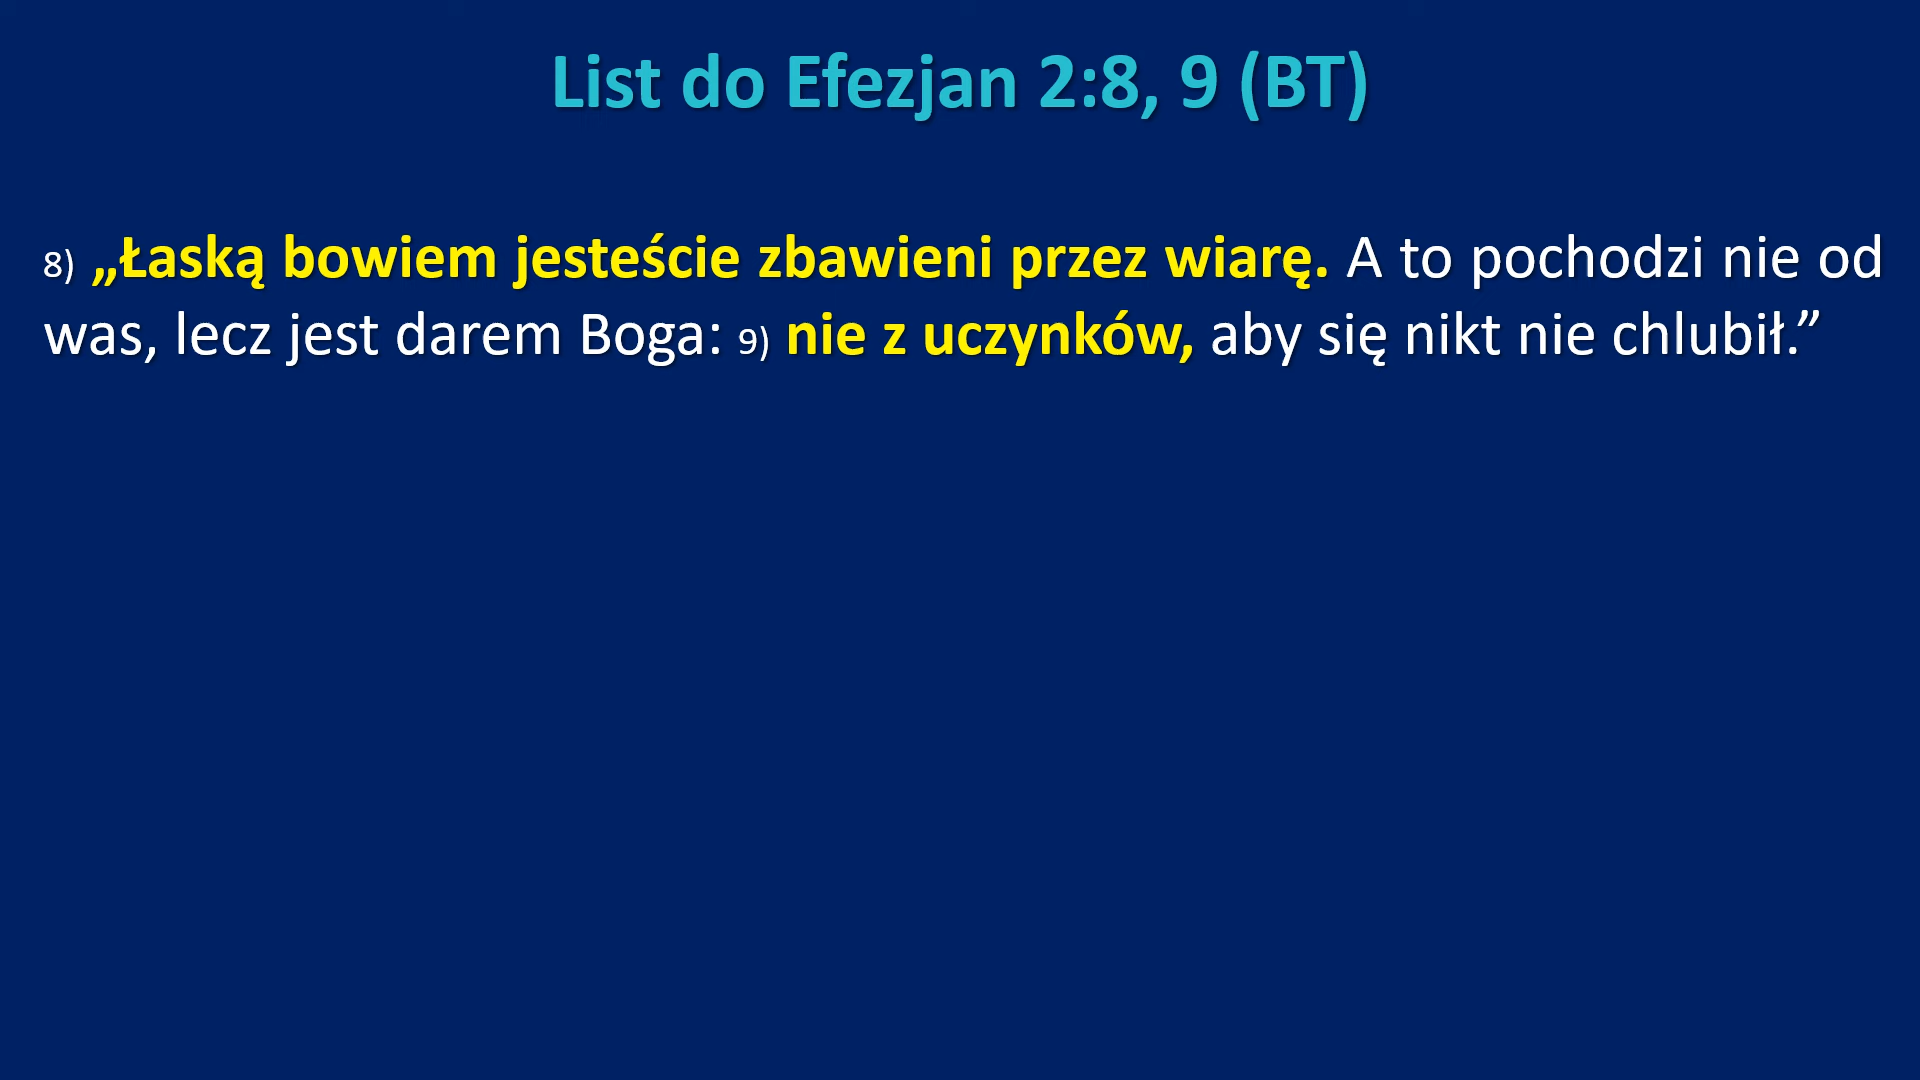 List do Efezjan 2:8, 9 (BT)
8) „Łaską bowiem jesteście zbawieni przez wiarę. A to pochodzi nie od
was, lecz jest darem Boga: 9) nie z uczynków, aby się nikt nie chlubił.”